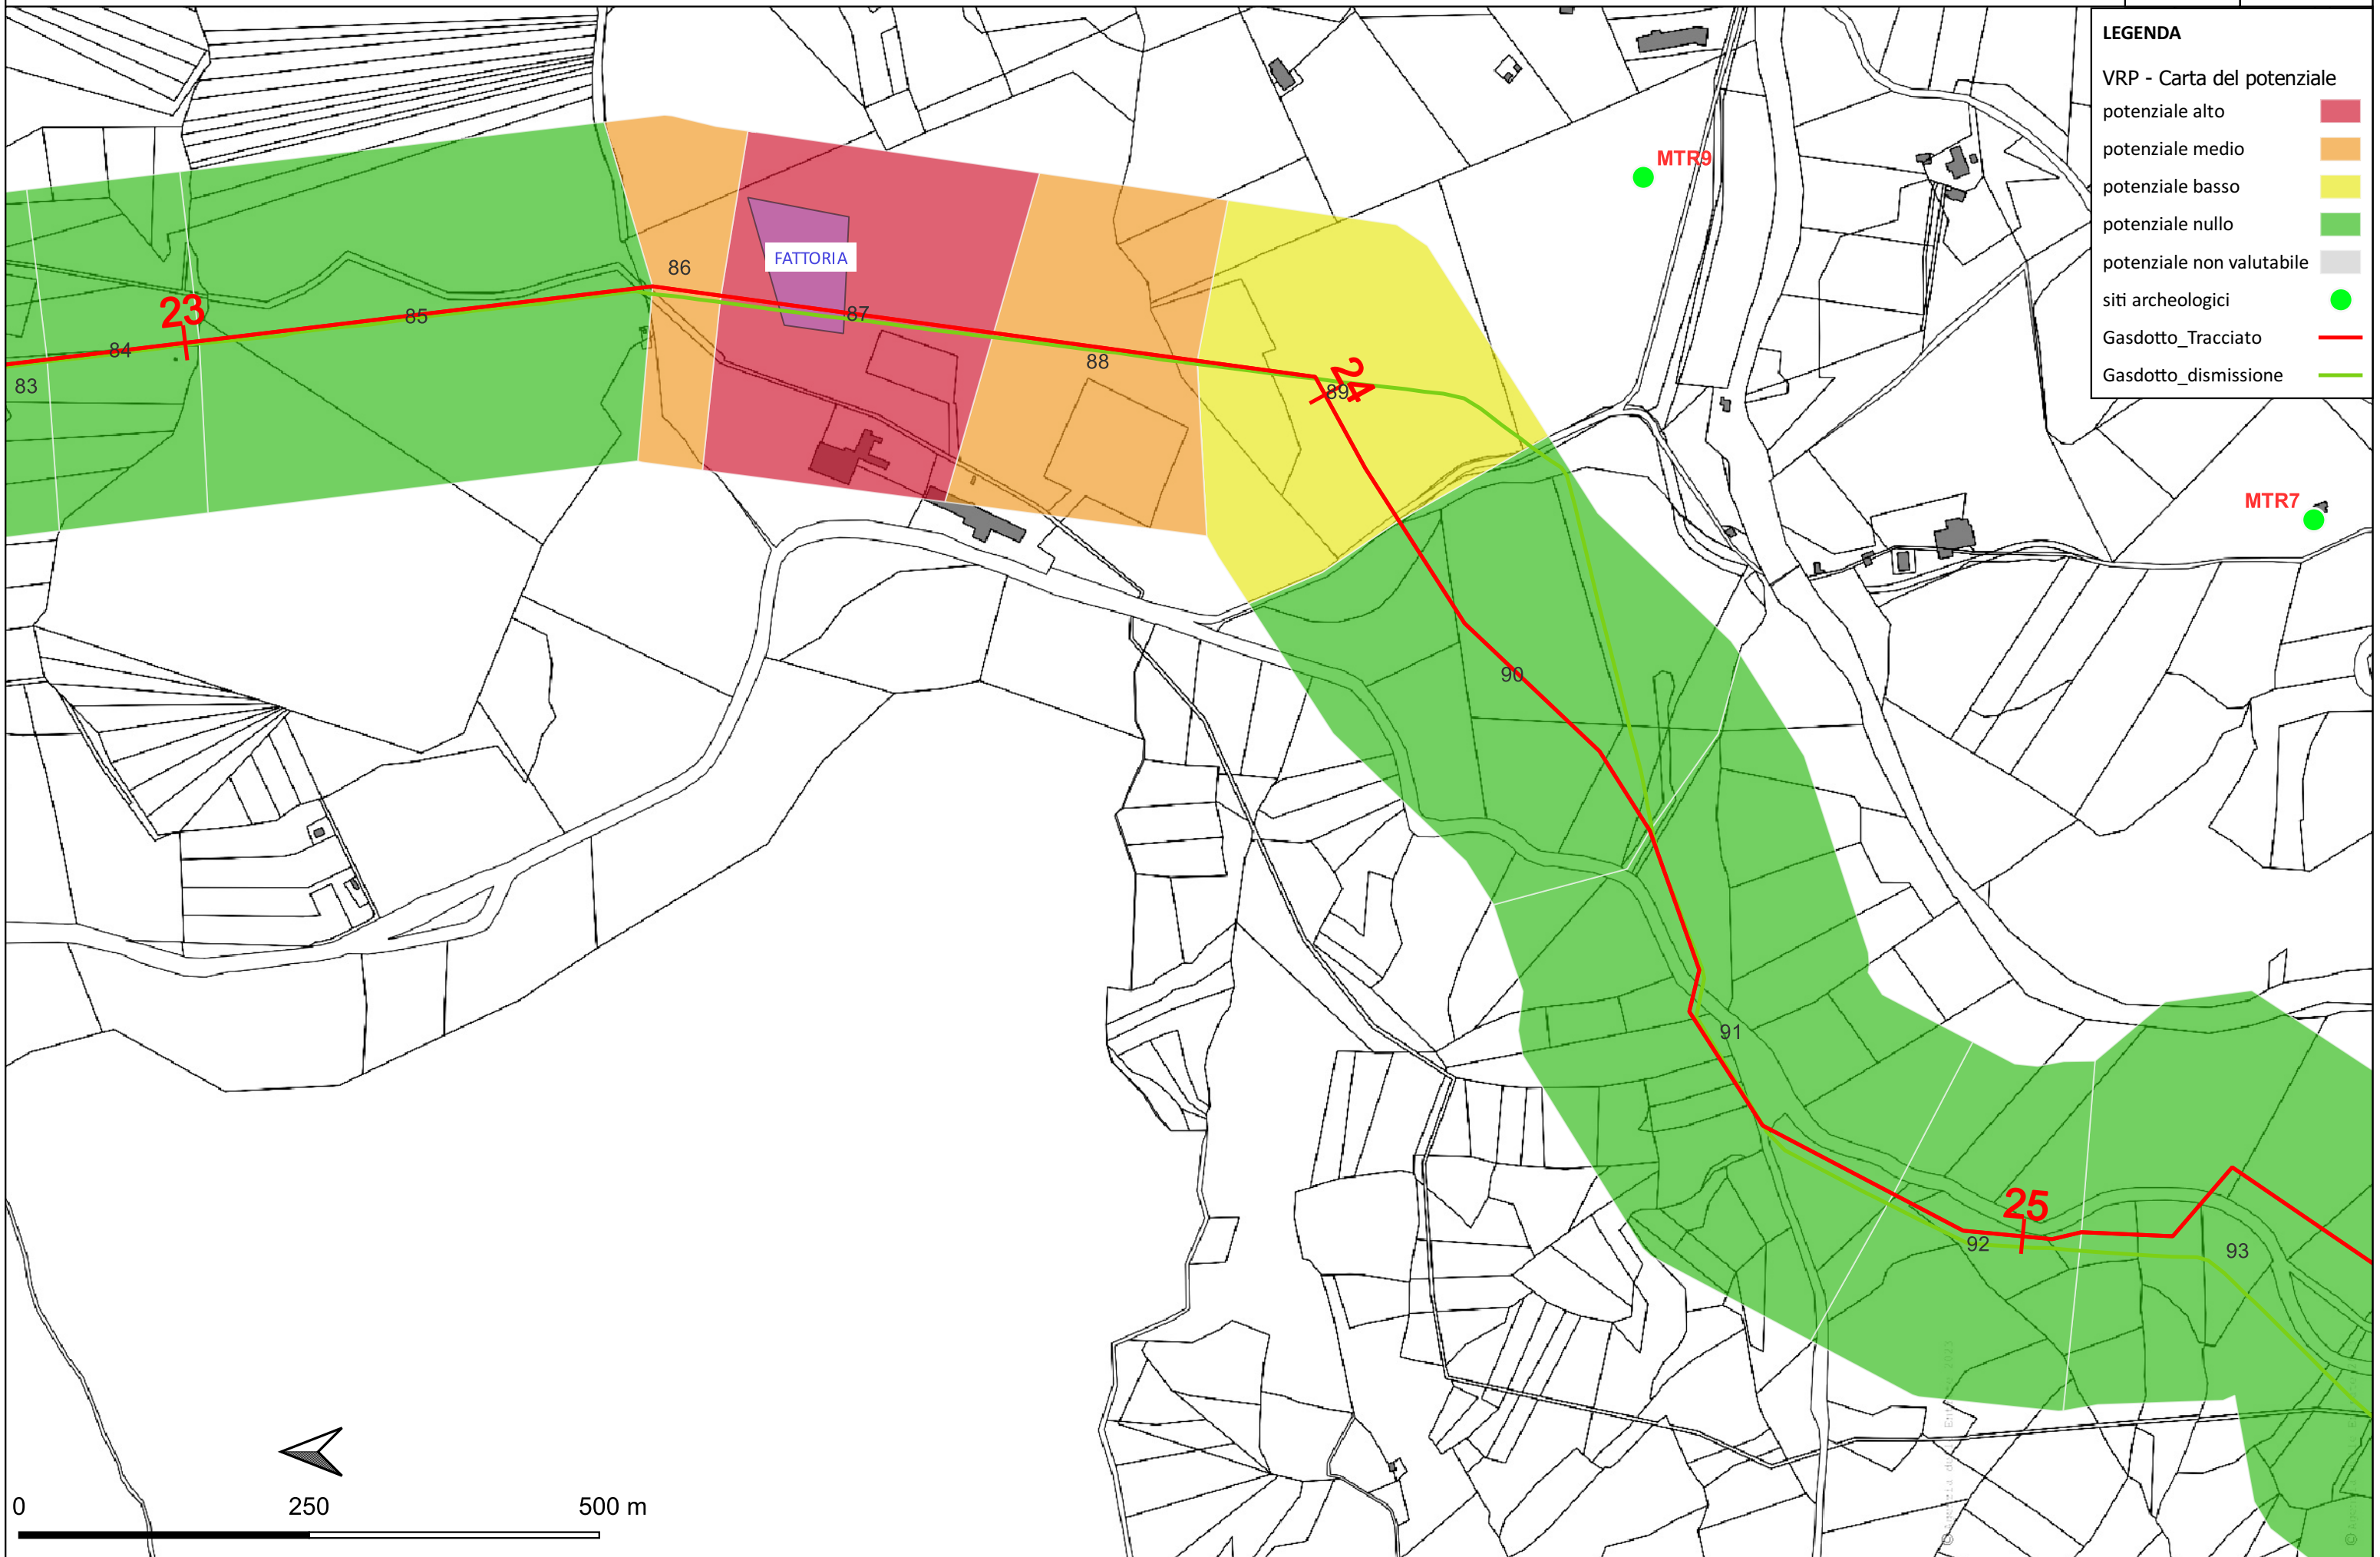 LEGENDA
VRP - Carta del potenziale
potenziale alto
potenziale medio
potenziale basso
potenziale nullo
potenziale non valutabile
siti archeologici
Gasdotto_Tracciato
Gasdotto_dismissione
MTR9
FATTORIA
86
23
85
87
84
88
83
24
89
MTR7
90
91
25
92
93
0 250 500 m